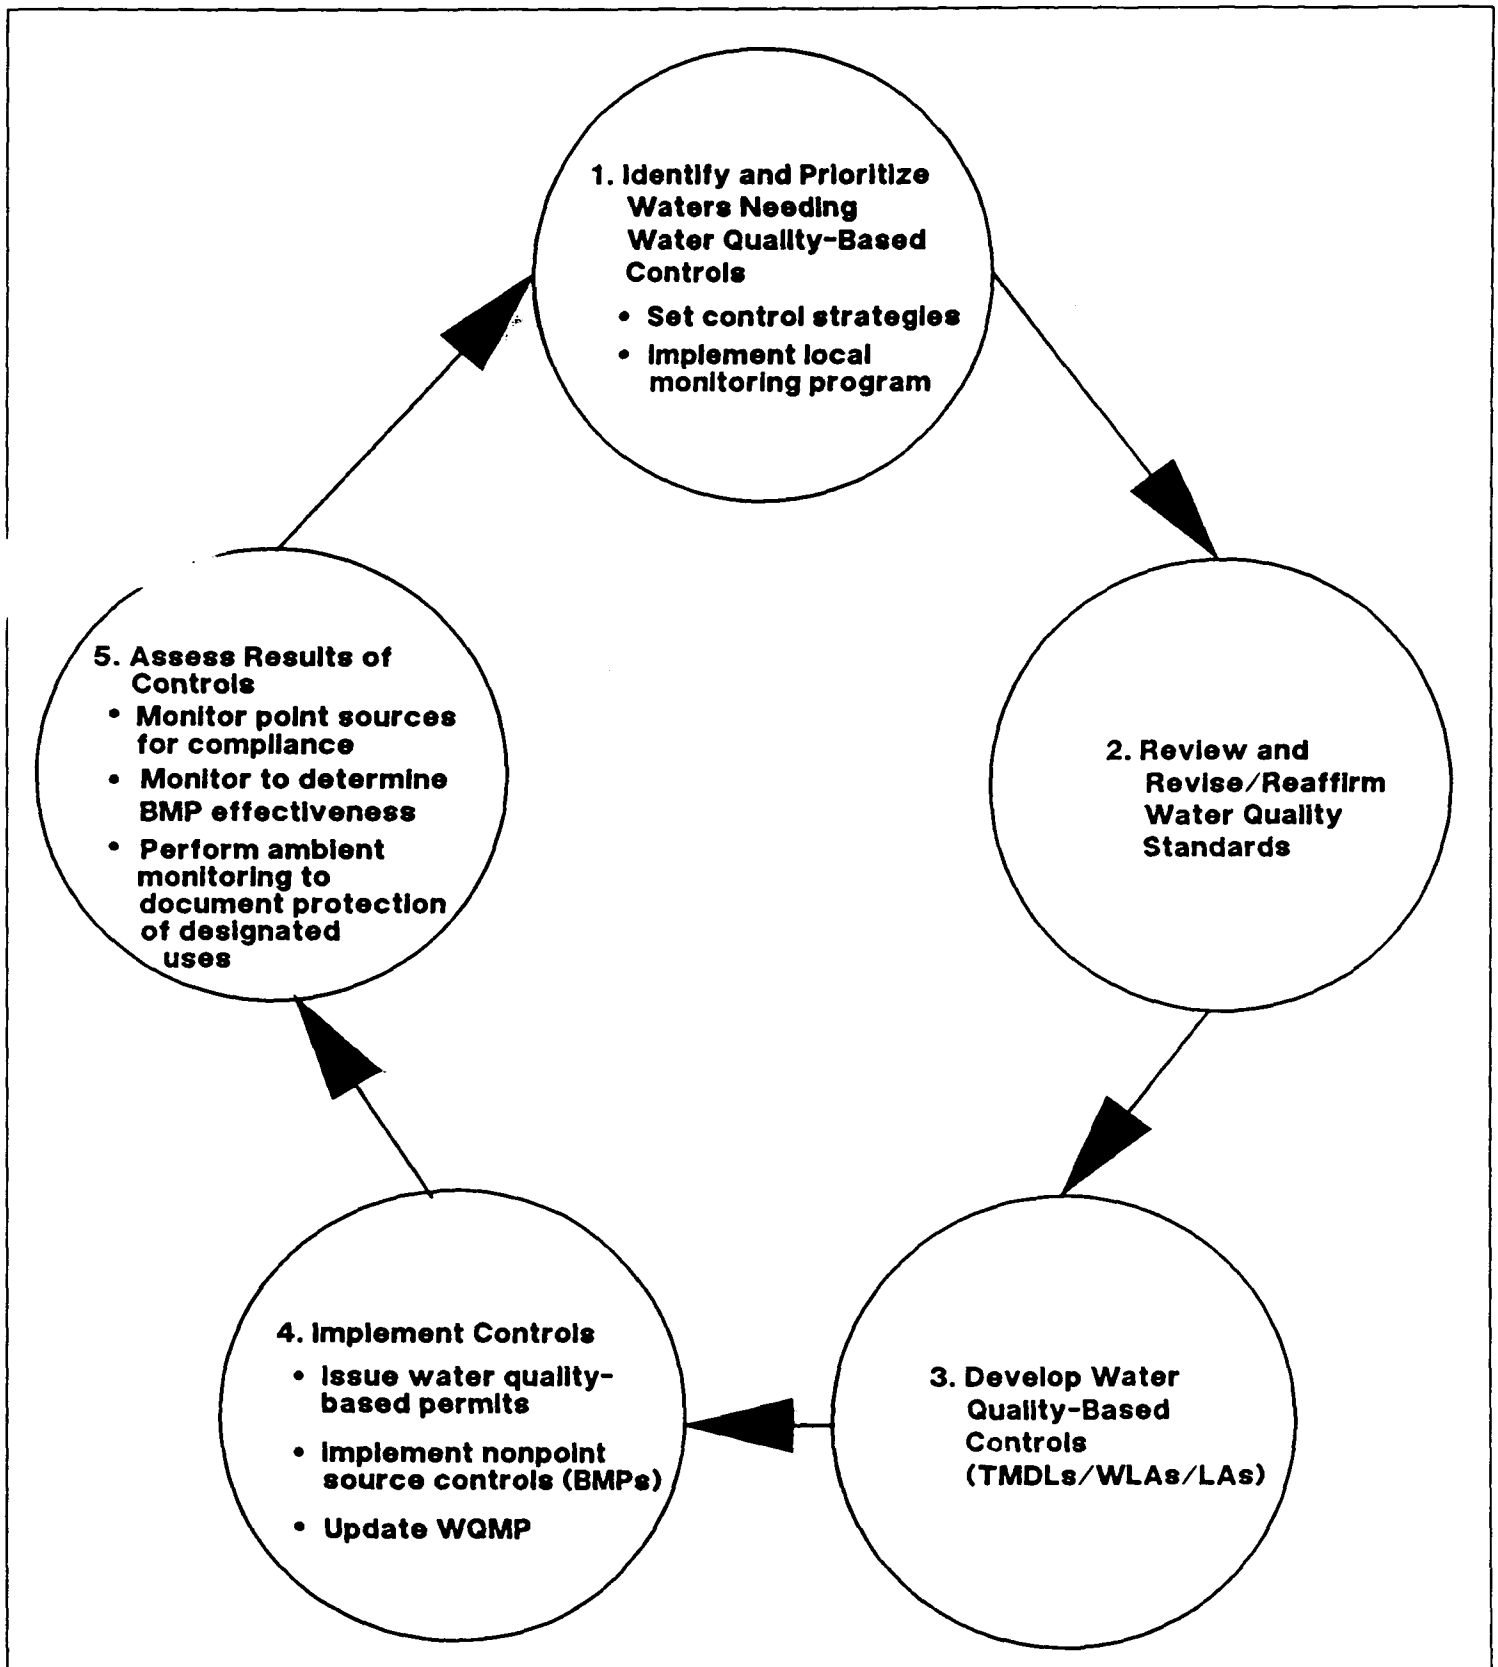 1. Identify and Prioritize
Waters Needing
Water Quality-Based
Controls
• Set control strategies
• Implement local
monitoring program
2. Review and
Revise/Reaffirm
Water Quality
Standards
3. Develop Water
Quality-Based
Controls
(TMDLs/WLAs/LAs)
4. Implement Controls
• Issue water quality-
based permits
• Implement nonpoint
source controls (BMPs)
• Update WQMP
5. Assess Results of
Controls
• Monitor point sources
for compliance
• Monitor to determine
BMP effectiveness
• Perform ambient
monitoring to
document protection
of designated
uses